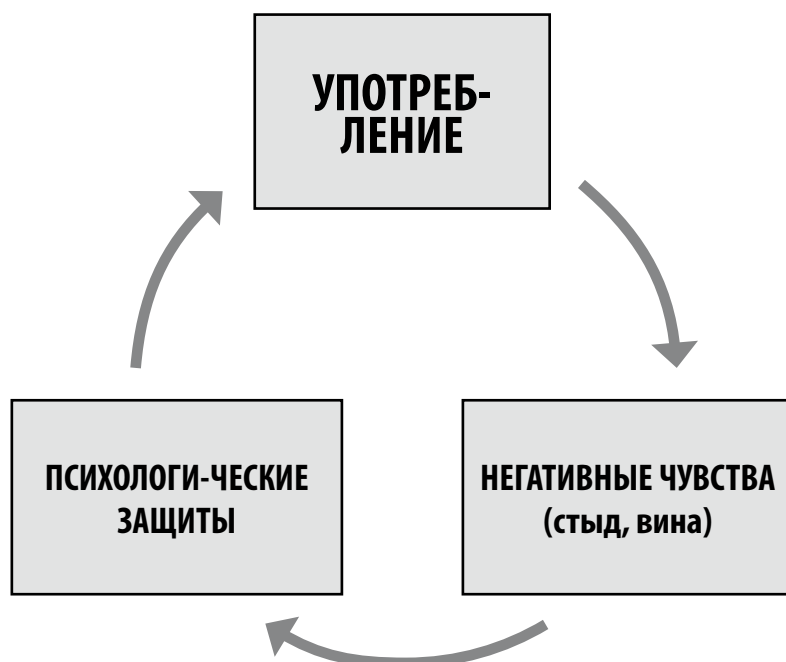 УПОТРЕБ-
ЛЕНИЕ
ПСИХОЛОГИ-ЧЕСКИЕ
ЗАЩИТЫ
НЕГАТИВНЫЕ ЧУВСТВА
(стыд, вина)